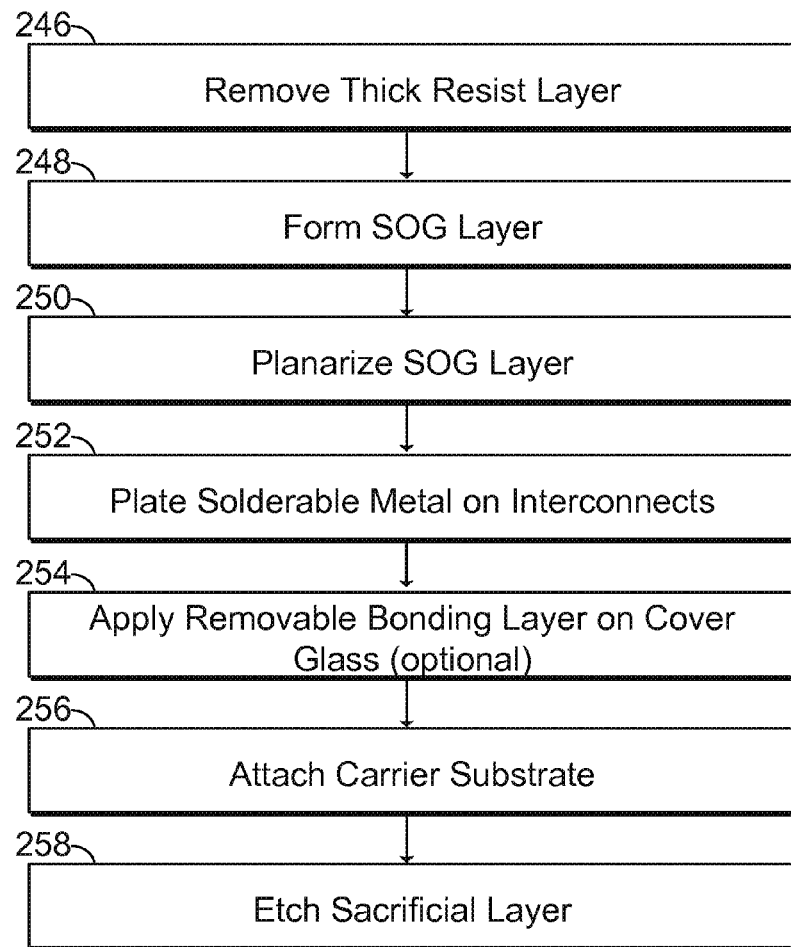 246
Remove Thick Resist Layer
248
Form SOG Layer
250
Planarize SOG Layer
252
Plate Solderable Metal on Interconnects
254
Apply Removable Bonding Layer on Cover
Glass (optional)
256
Attach Carrier Substrate
258
Etch Sacrificial Layer